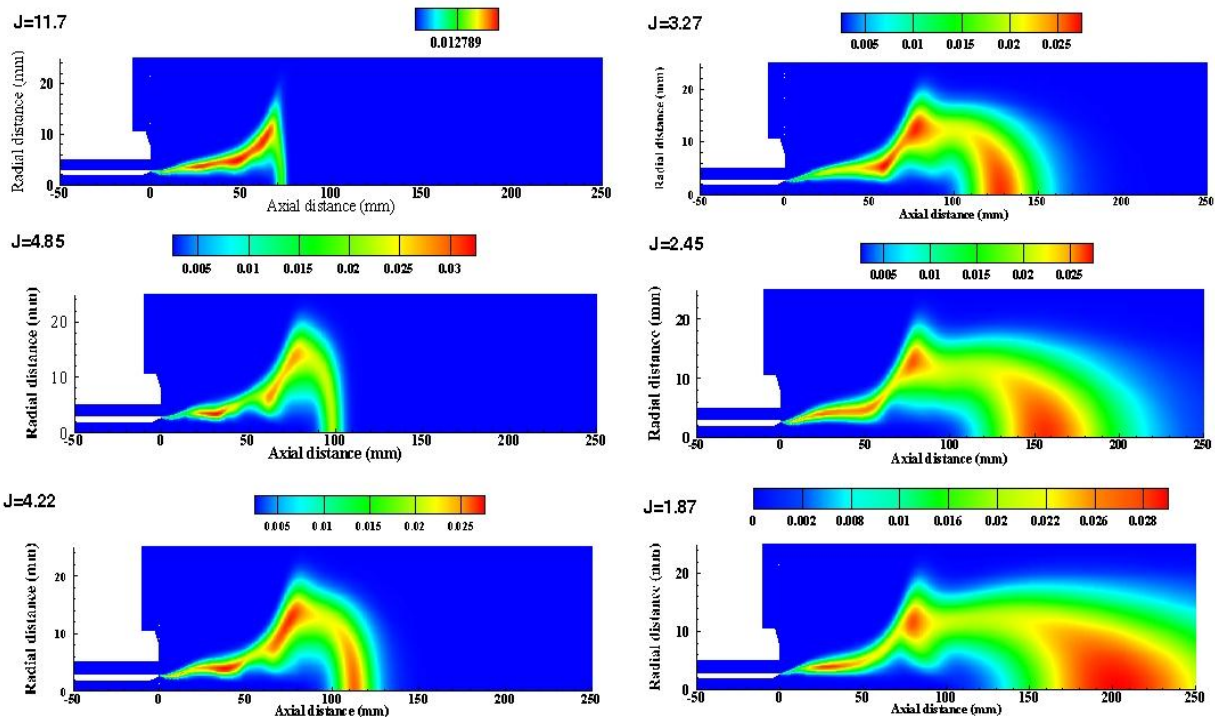 J=11.7
0.012789
Radial distance (mm)
20
10
0
-50 0 50 100 150 200 250
Axial distance (mm)
J=3.27
0.005 0.01 0.015 0.02 0.025
Radial distance (mm)
20
10
0
-50 0 50 100 150 200 250
Axial distance (mm)
J=4.85
0.005 0.01 0.015 0.02 0.025 0.03
Radial distance (mm)
20
10
0
-50 0 50 100 150 200 250
Axial distance (mm)
J=2.45
0.005 0.01 0.015 0.02 0.025
Radial distance (mm)
20
10
0
-50 0 50 100 150 200 250
Axial distance (mm)
J=4.22
0.005 0.01 0.015 0.02 0.025
Radial distance (mm)
20
10
0
-50 0 50 100 150 200 250
Axial distance (mm)
J=1.87
0 0.002 0.008 0.01 0.016 0.02 0.022 0.026 0.028
Radial distance (mm)
20
10
0
-50 0 50 100 150 200 250
Axial distance (mm)